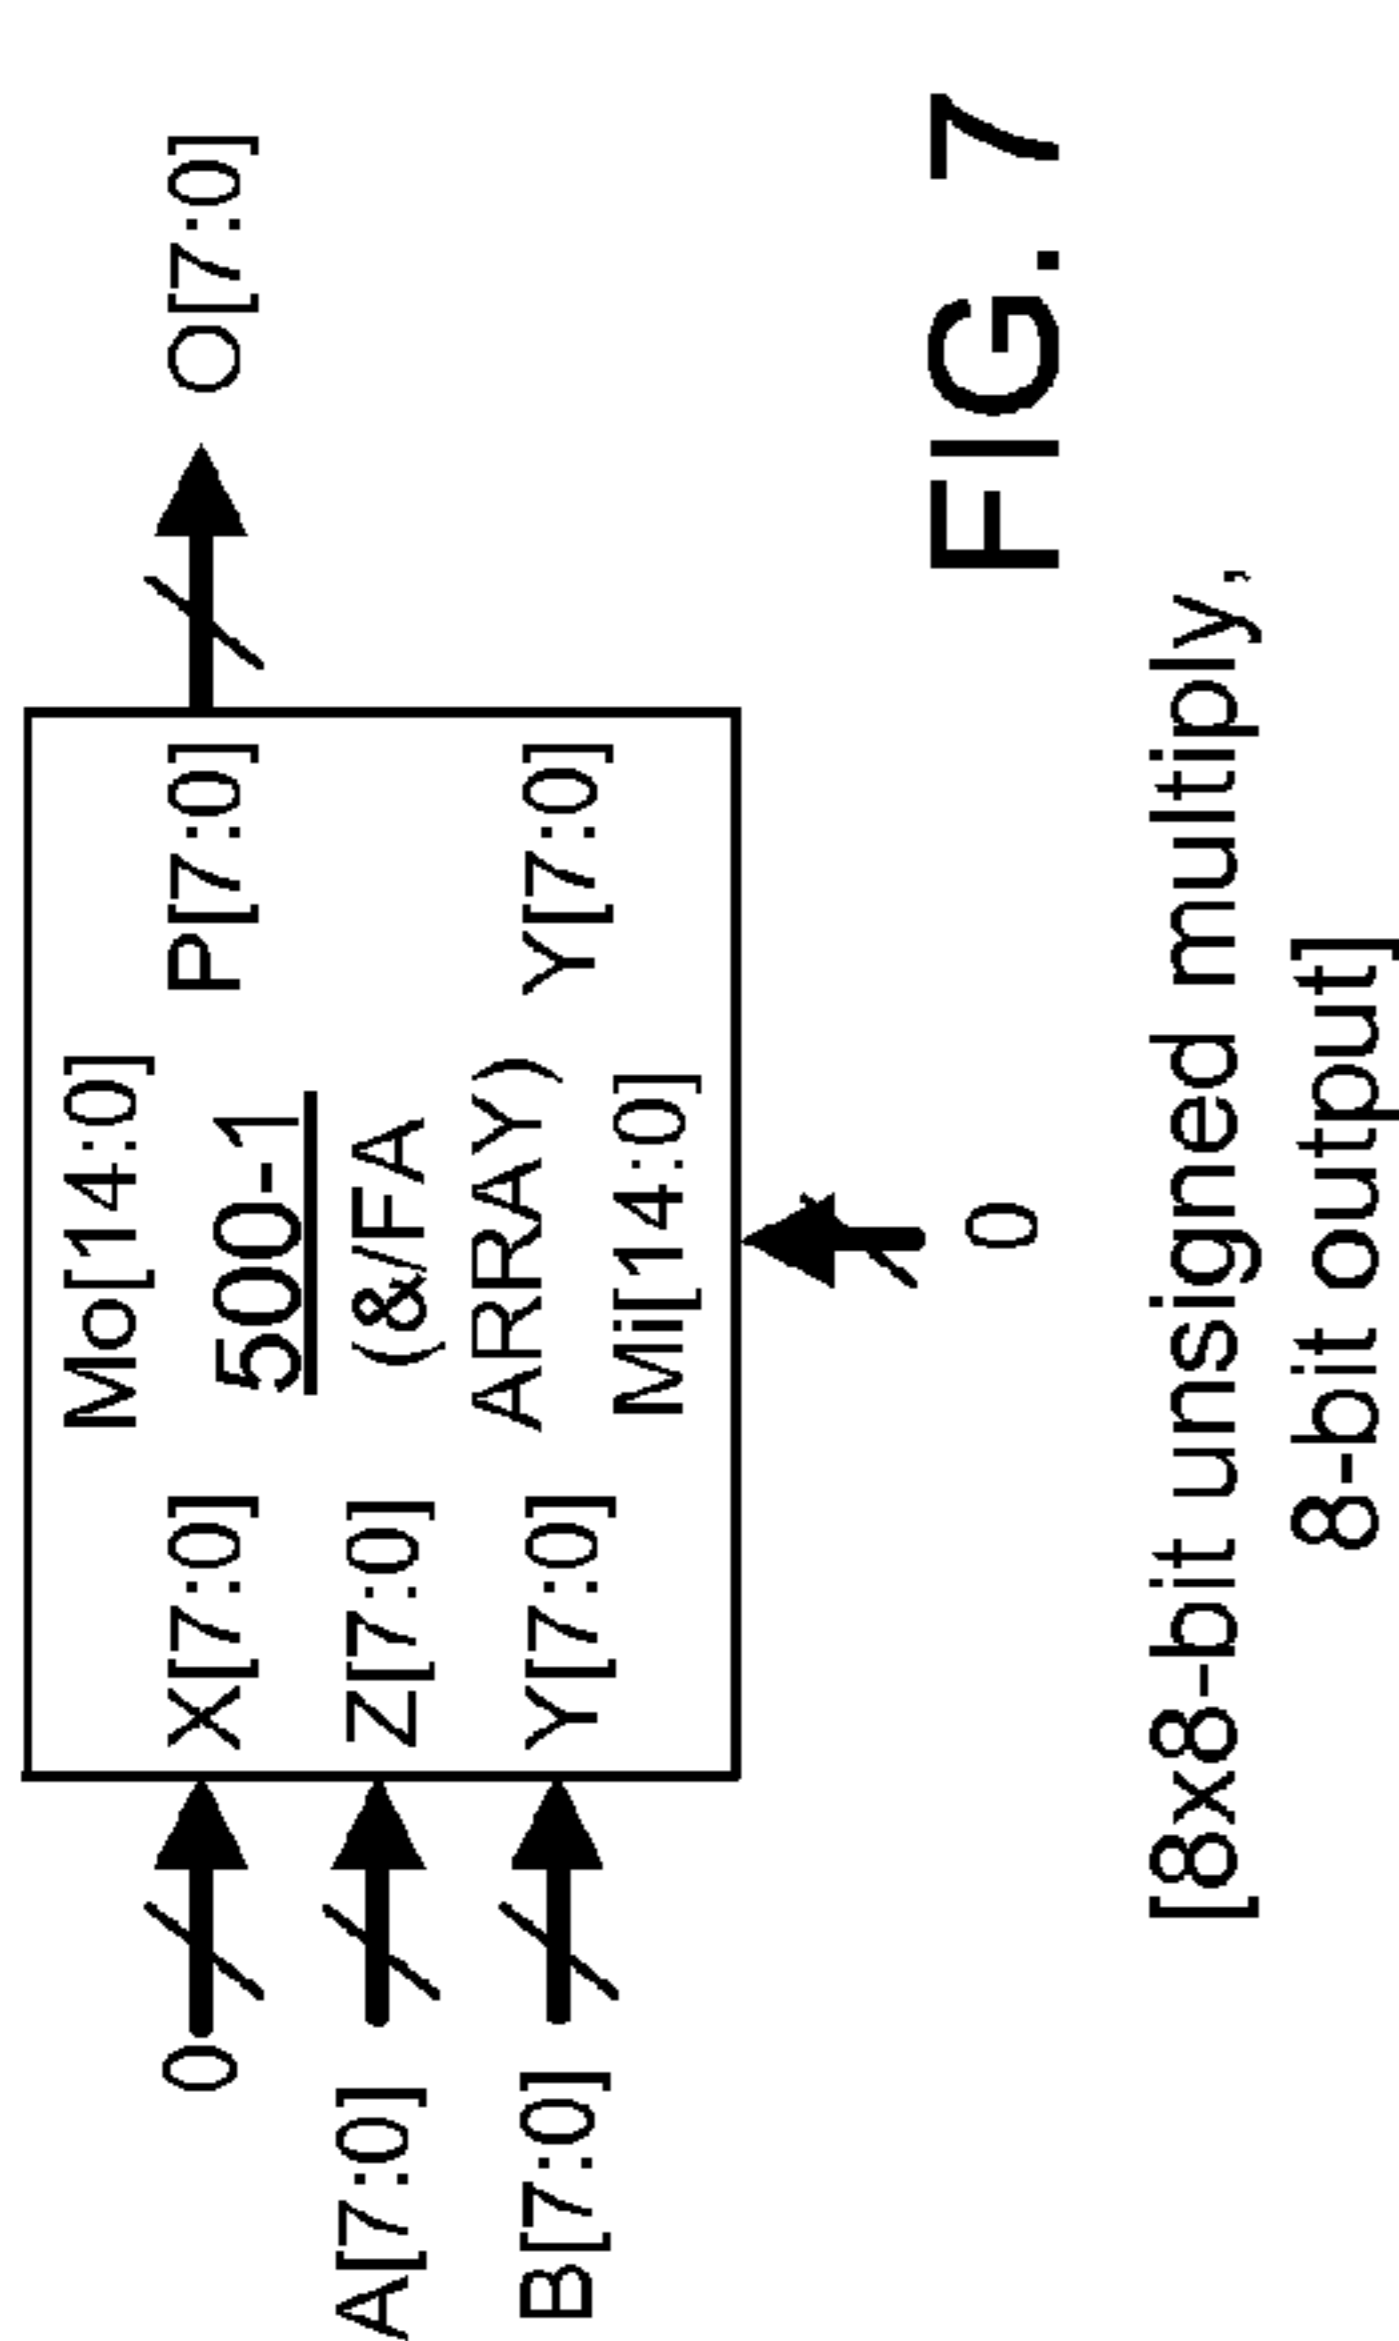 Mo[14:0]
0 X[7:0] P[7:0] O[7:0]
500-1
A[7:0] Z[7:0] (&/FA
ARRAY)
B[7:0] Y[7:0] Y[7:0]
Mi[14:0]
0
FIG. 7
[8x8-bit unsigned multiply,
8-bit output]